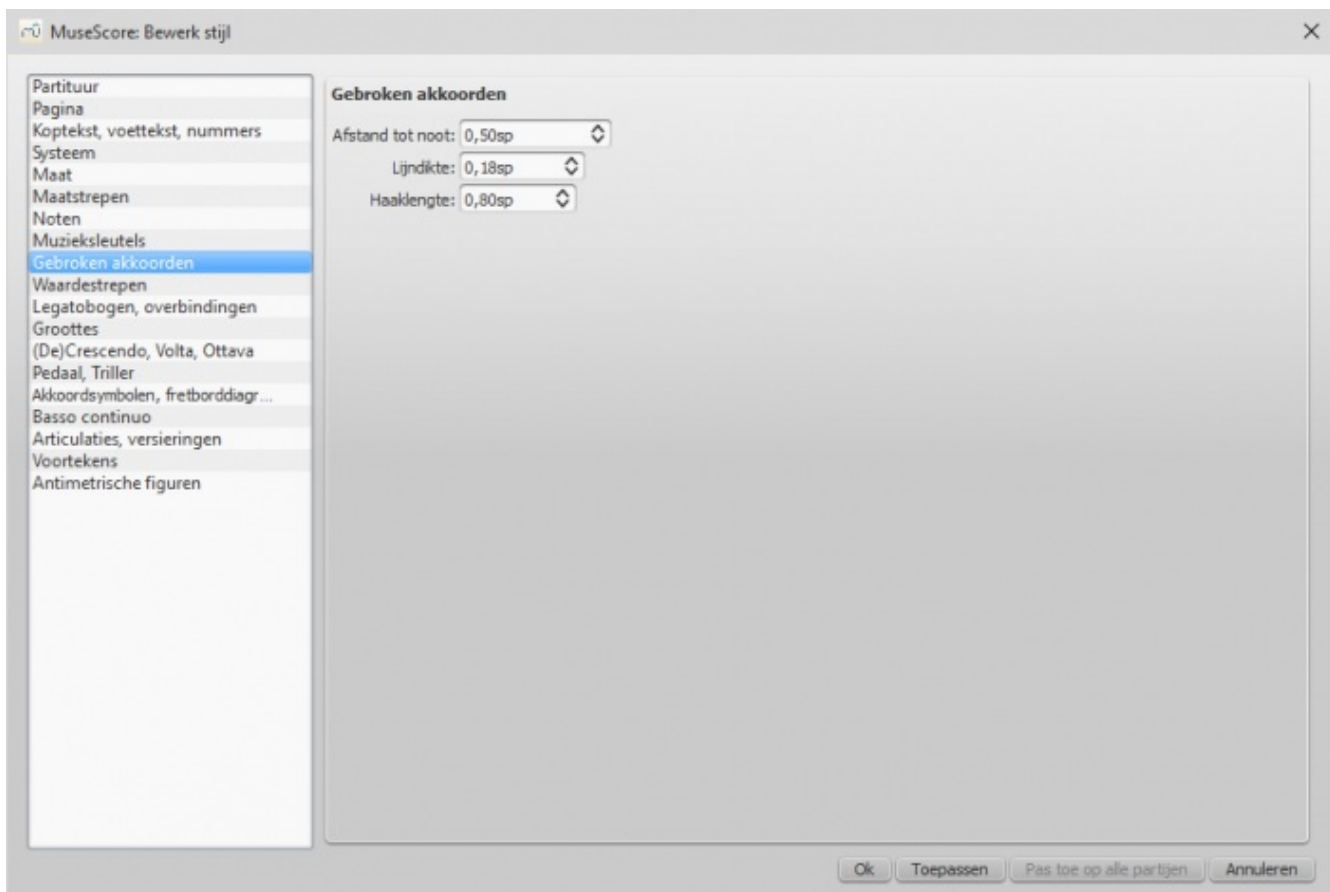 MuseScore: Bewerk stijl
Partituur
Pagina
Koptekst, voettekst, nummers
Systeem
Maat
Maatstrepen
Noten
Muzieksleutels
Gebroken akkoorden
Waardestrepen
Legatobogen, overbindingen
Groottes
(De)Crescendo, Volta, Ottava
Pedaal, Triller
Akkoordsymbolen, fretborddiagr...
Basso continuo
Articulaties, versieringen
Voortekens
Antimetrische figuren
Gebroken akkoorden
Afstand tot noot: 0,50sp
Lijndikte: 0,18sp
Haaklengte: 0,80sp
Ok Toepassen Pas toe op alle partijen Annuleren